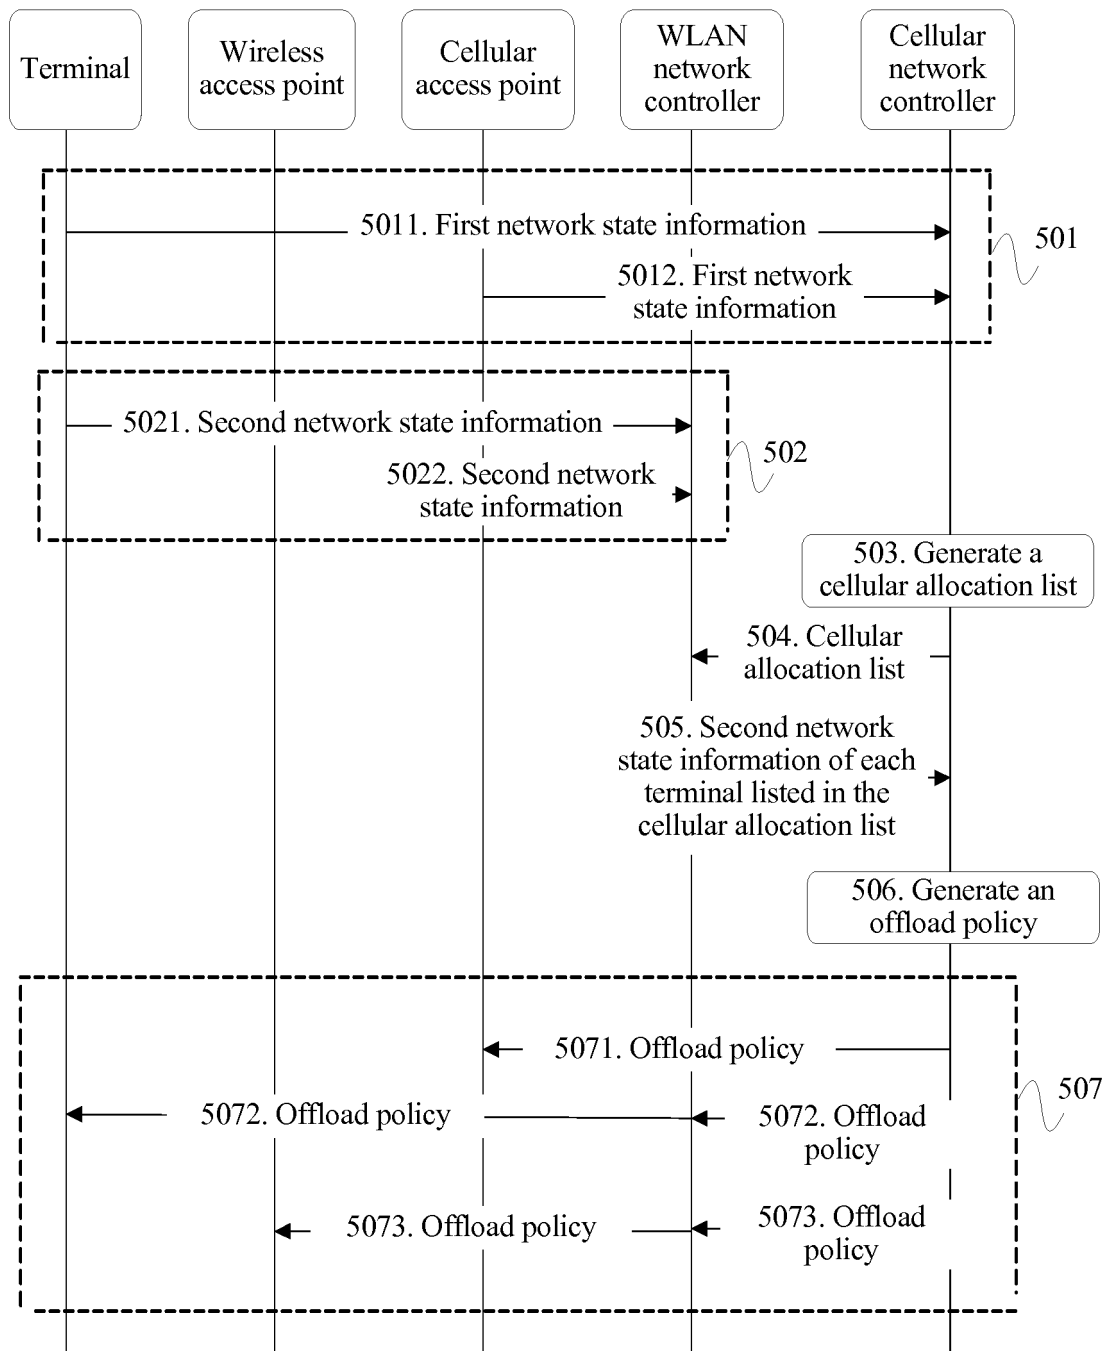 Terminal
Wireless
access point
Cellular
access point
WLAN
network
controller
Cellular
network
controller
5011. First network state information
501
5012. First network
state information
5021. Second network state information
502
5022. Second network
state information
503. Generate a
cellular allocation list
504. Cellular
allocation list
505. Second network
state information of each
terminal listed in the
cellular allocation list
506. Generate an
offload policy
5071. Offload policy
507
5072. Offload policy
5072. Offload
policy
5073. Offload policy
5073. Offload
policy